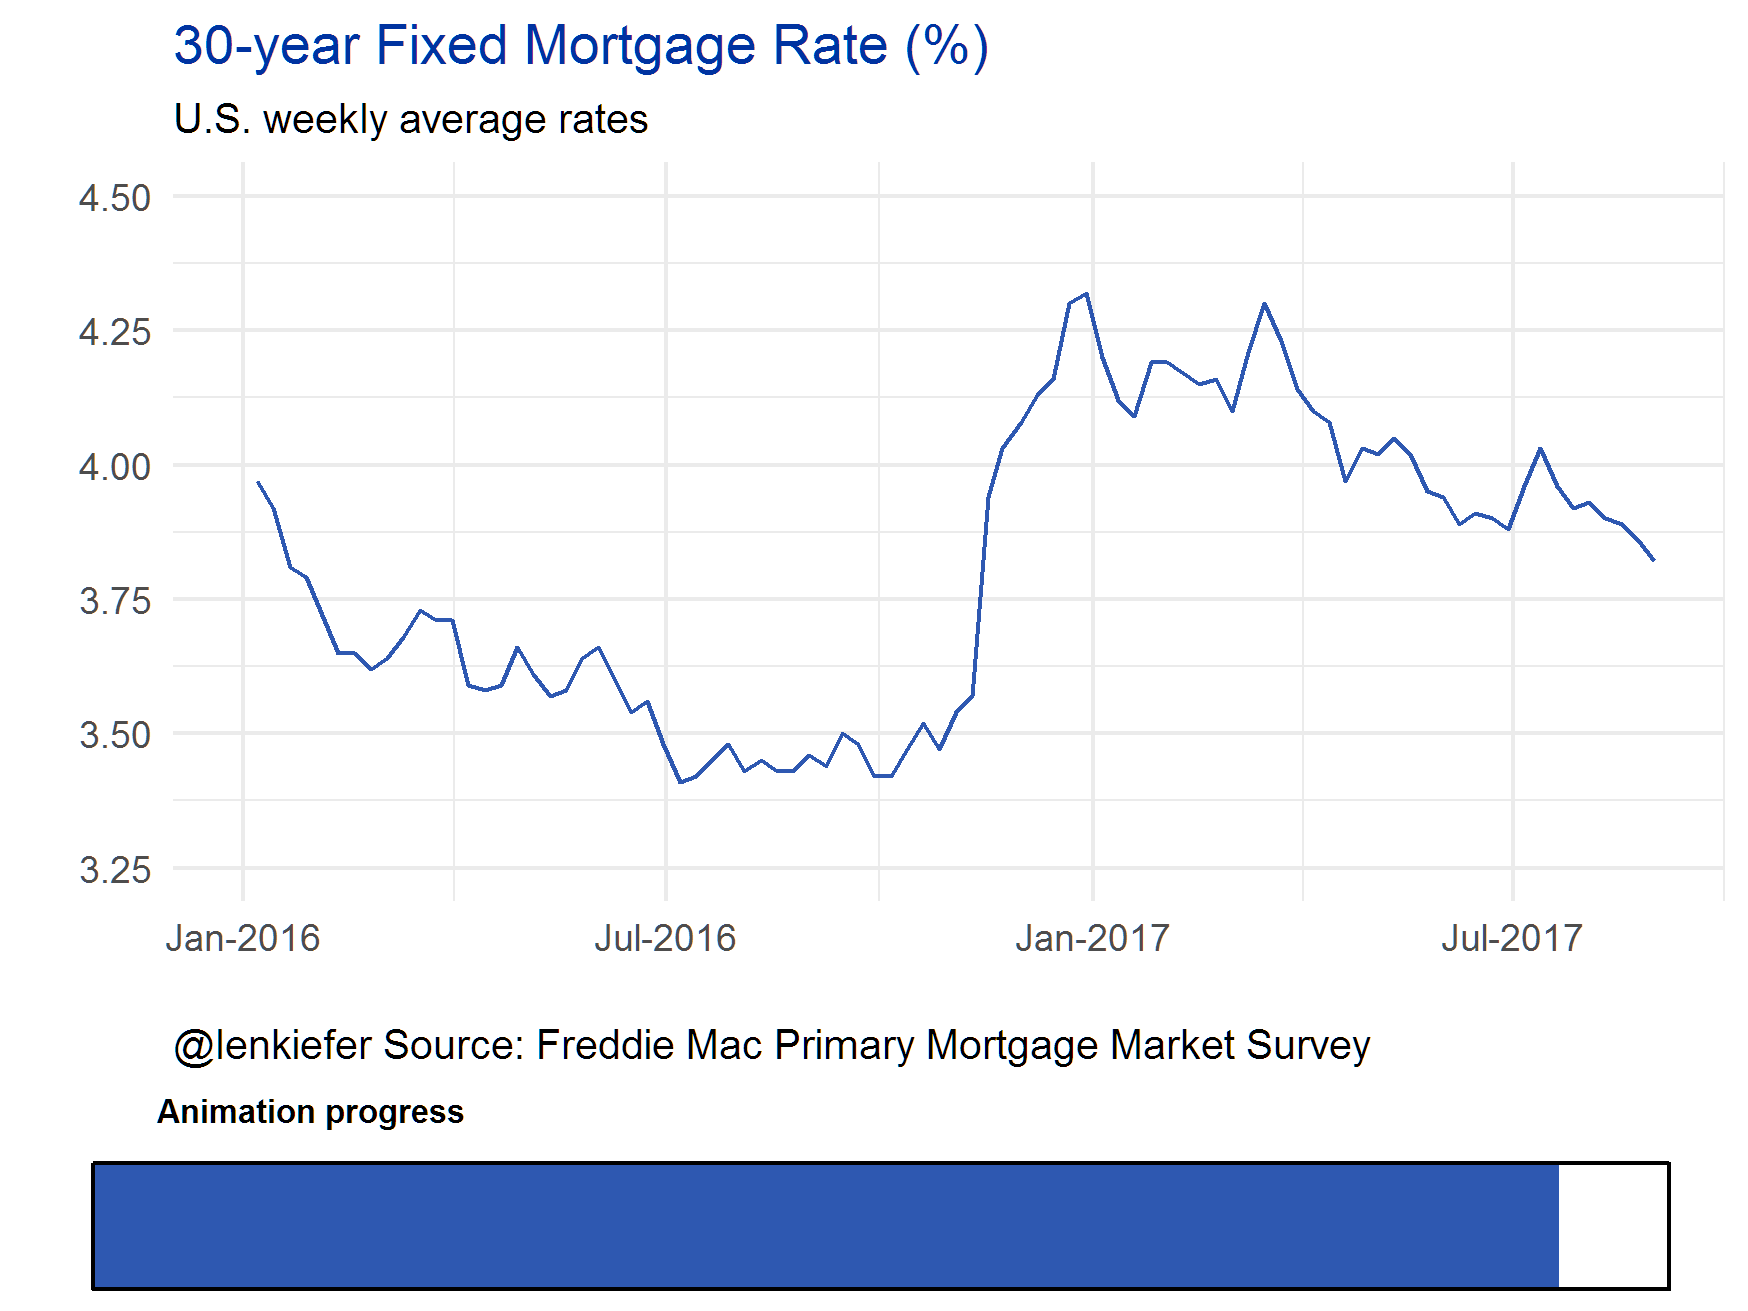 30-year Fixed Mortgage Rate (%)
U.S. weekly average rates
4.50
4.25
4.00
3.75
3.50
3.25
Jan-2016 Jul-2016 Jan-2017 Jul-2017
@lenkiefer Source: Freddie Mac Primary Mortgage Market Survey
Animation progress